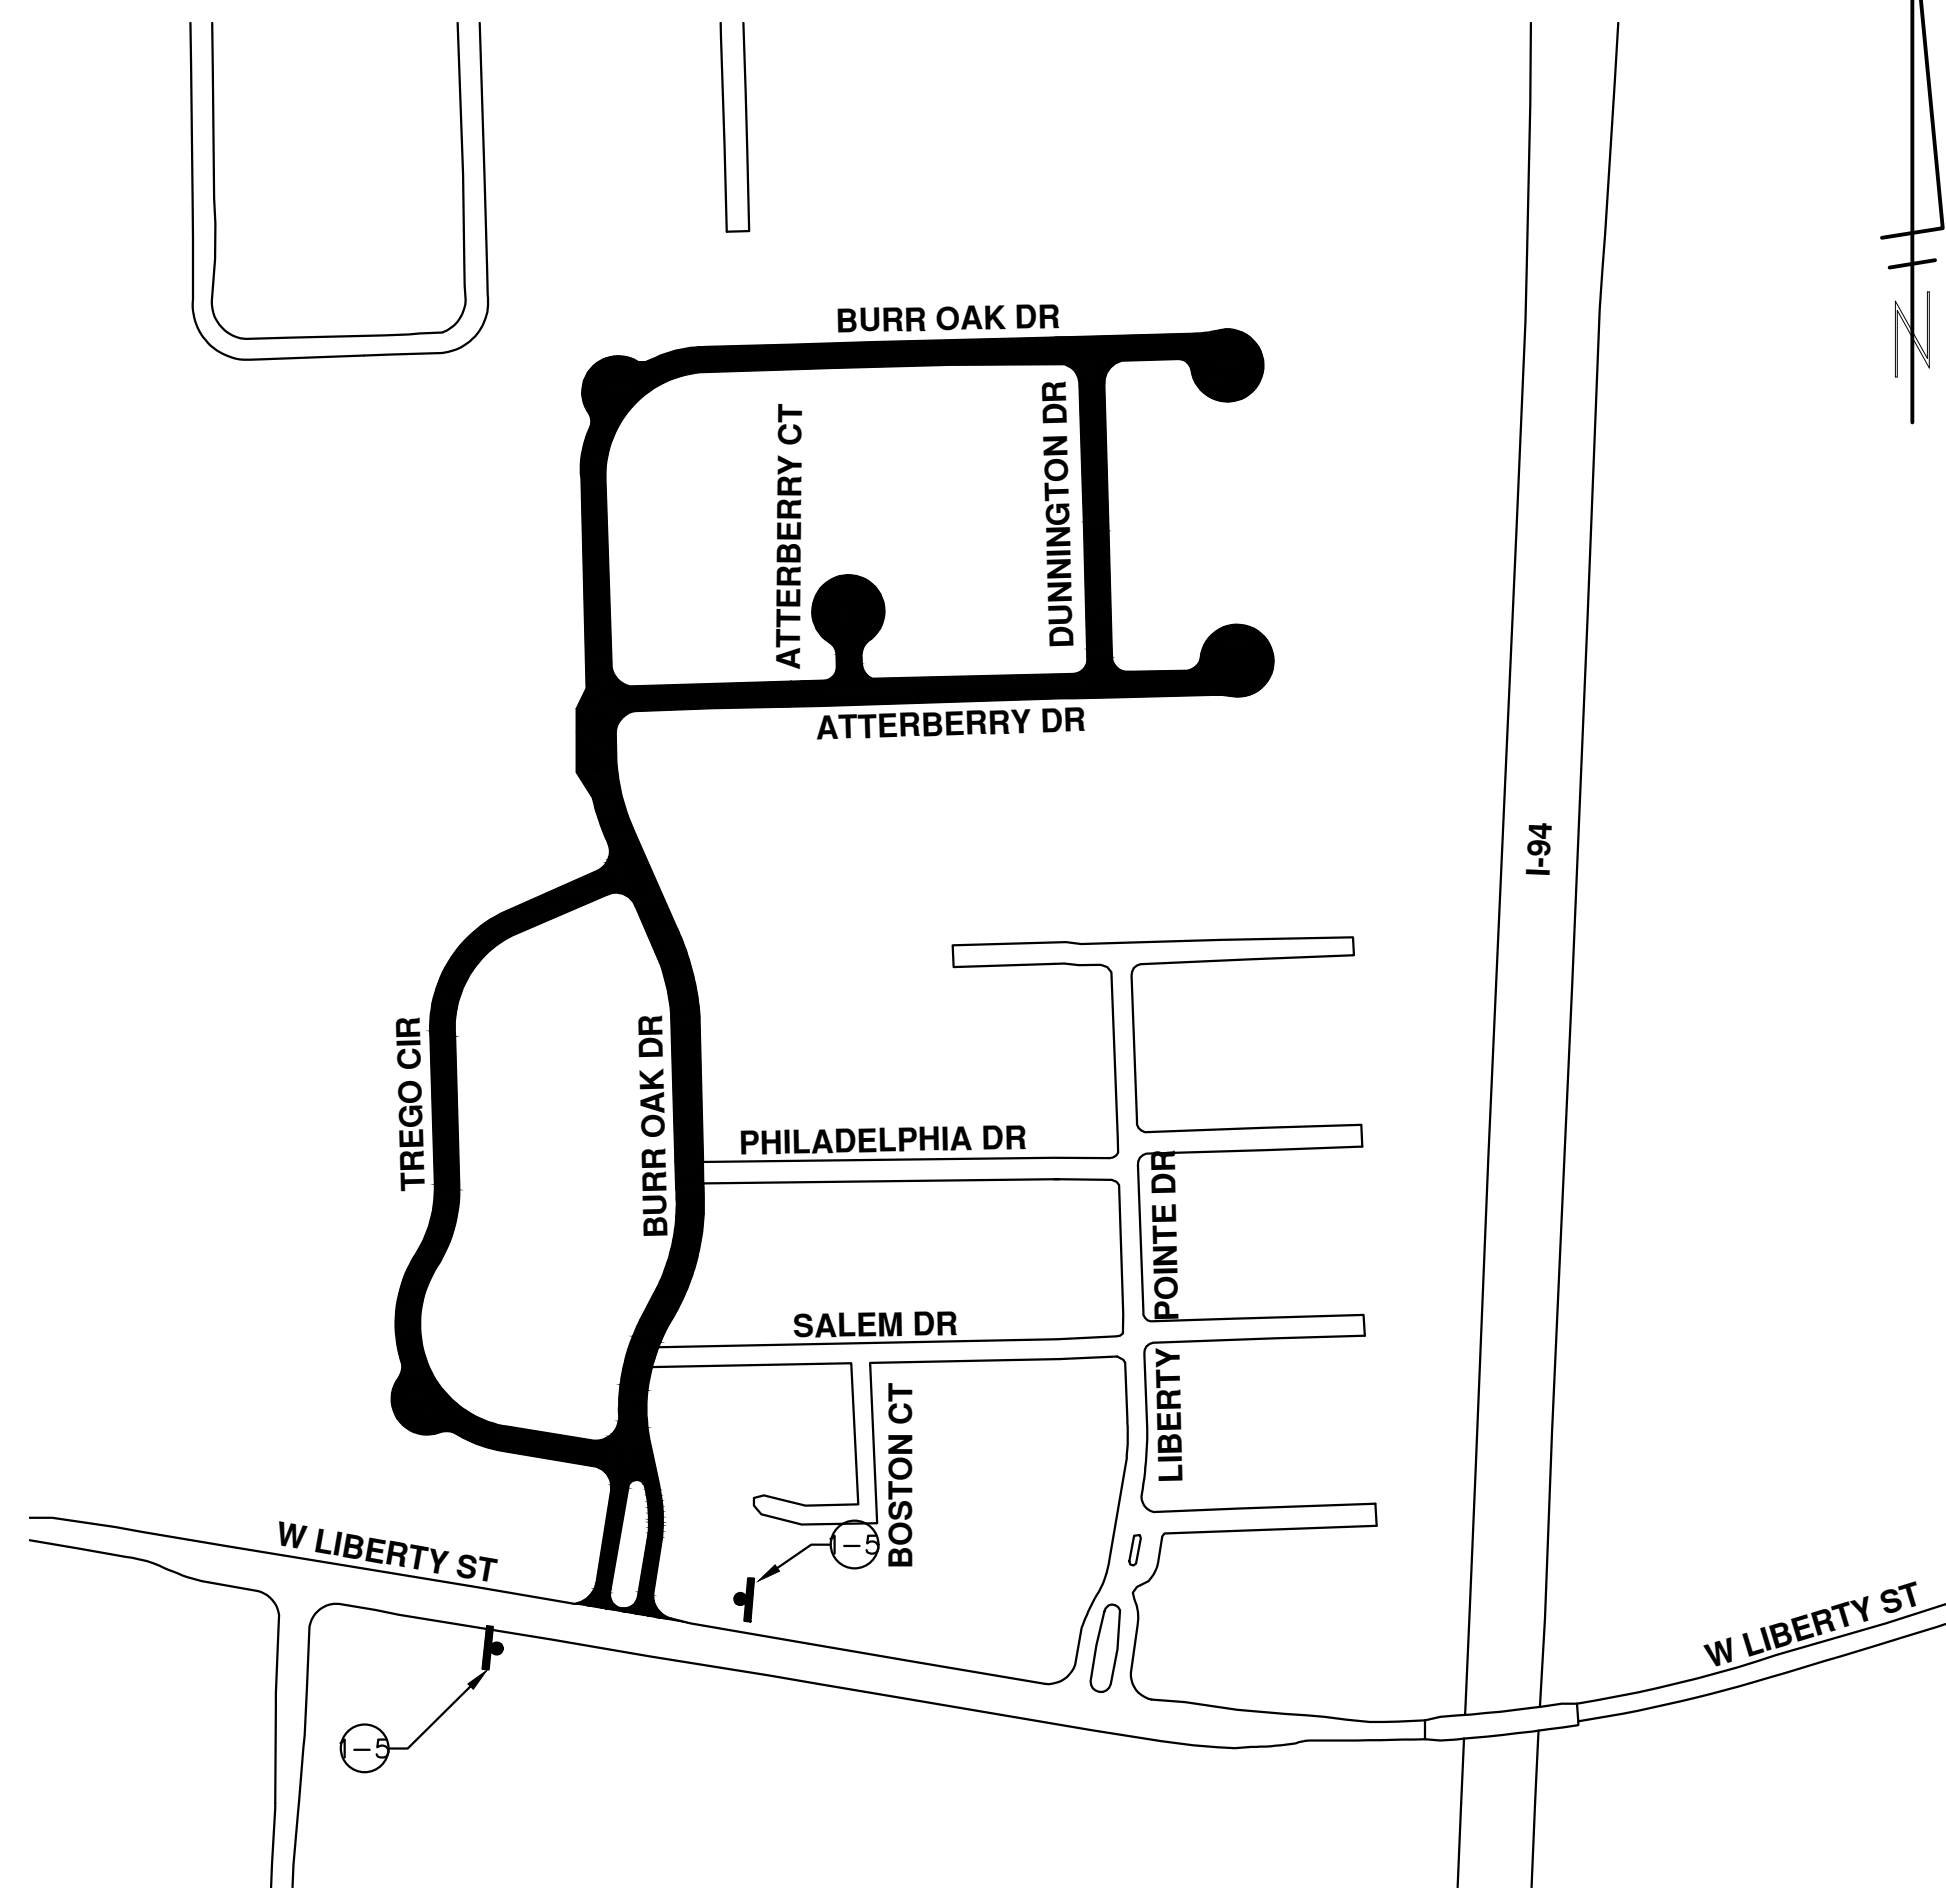 N
BURR OAK DR
ATTERBERRY CT
DUNNINGTON DR
ATTERBERRY DR
I-94
TREGO CIR
BURR OAK DR
PHILADELPHIA DR
LIBERTY POINTE DR
SALEM DR
BOSTON CT
W LIBERTY ST
1-5
W LIBERTY ST
1-5